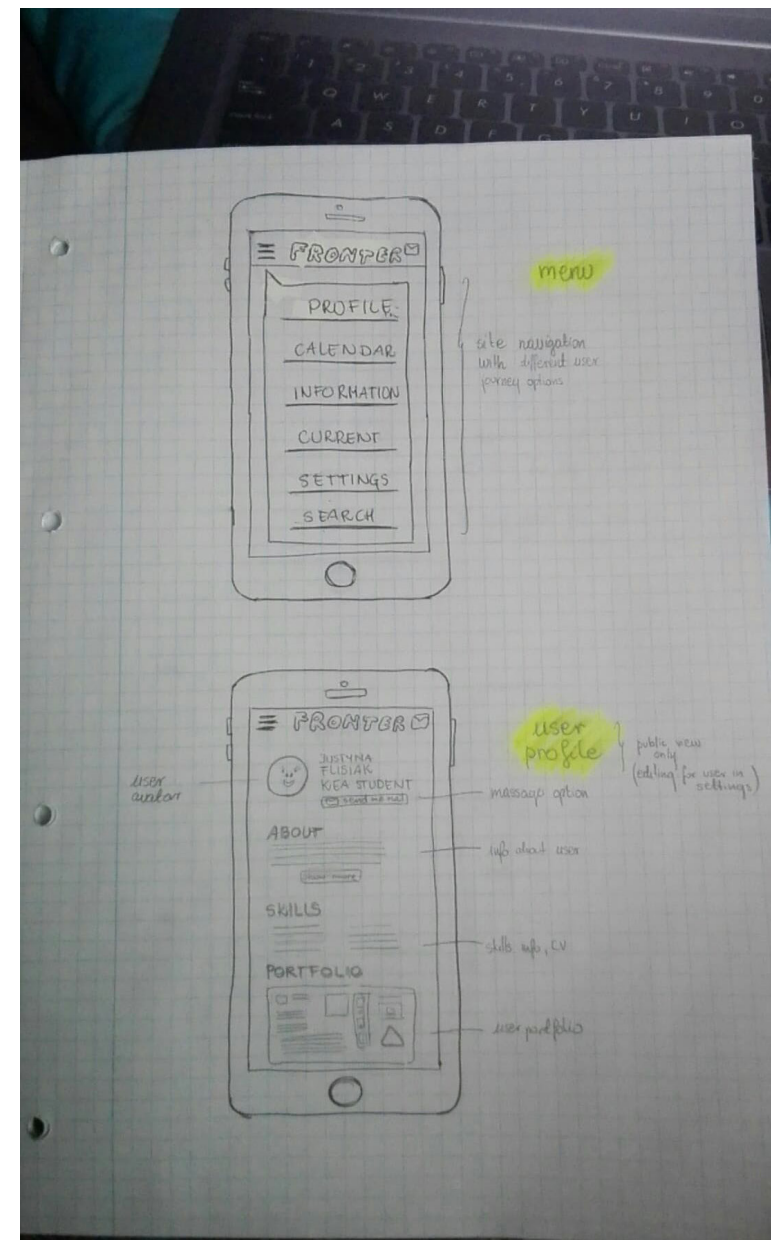 Q W E R T Y U I O
A S D F G
FRONTER
PROFILE
CALENDAR
INFORMATION
CURRENT
SETTINGS
SEARCH
menu
site navigation
with different user
journey options
FRONTER
JUSTYNA
FLISIAK
KEA STUDENT
ABOUT
show more
SKILLS
PORTFOLIO
user
avatar
user
profile
public view
only
(editing for user in
settings)
massage option
info about user
skills info, CV
user portfolio